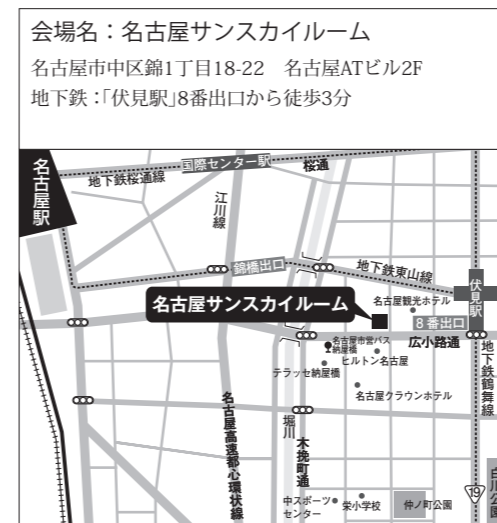 会場名：名古屋サンスカイルーム
名古屋市中区錦1丁目18-22　名古屋ATビル2F
地下鉄：「伏見駅」8番出口から徒歩3分
名古屋駅
国際センター駅
桜通
地下鉄桜通線
江川線
錦橋出口
地下鉄東山線
伏見駅
名古屋サンスカイルーム
名古屋観光ホテル
8番出口
広小路通
名古屋市営バス
納屋橋
ヒルトン名古屋
テラッセ納屋橋
名古屋クラウンホテル
地下鉄鶴舞線
名古屋高速都心環状線
堀川
木挽町通
中スポーツ
センター
栄小学校
仲ノ町公園
19
白川公園